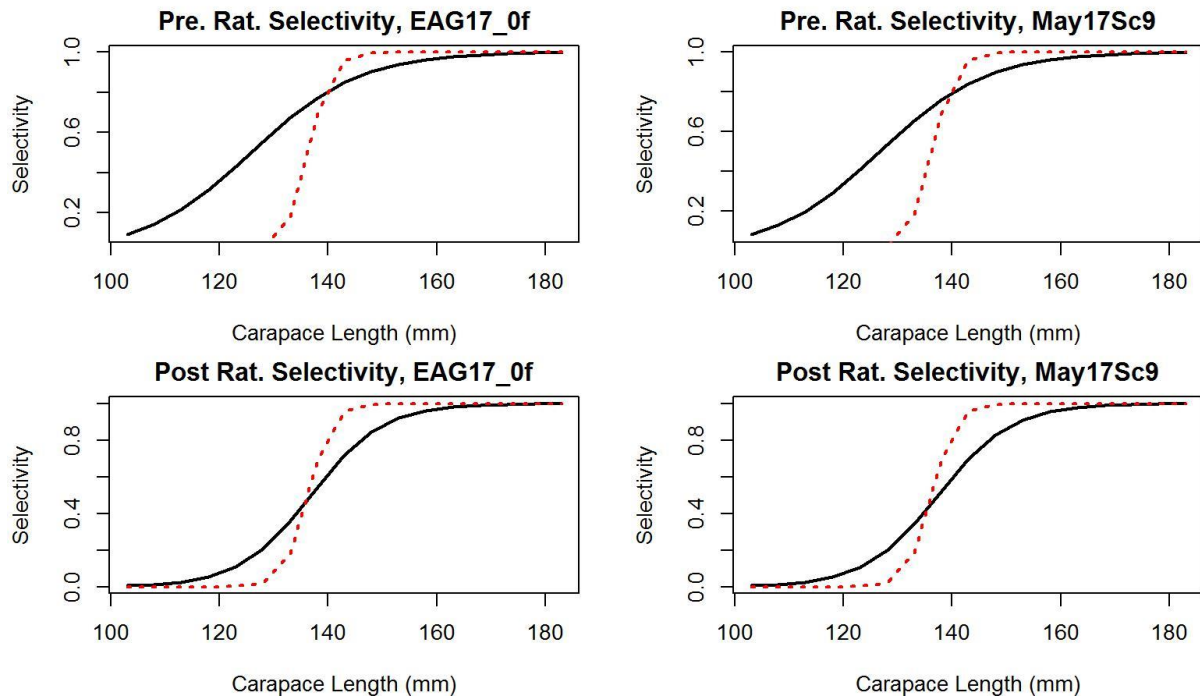 Pre. Rat. Selectivity, EAG17_0f
Selectivity
0.2
0.6
1.0
100
120
140
160
180
Carapace Length (mm)
Pre. Rat. Selectivity, May17Sc9
Selectivity
0.2
0.6
1.0
100
120
140
160
180
Carapace Length (mm)
Post Rat. Selectivity, EAG17_0f
Selectivity
0.0
0.4
0.8
100
120
140
160
180
Carapace Length (mm)
Post Rat. Selectivity, May17Sc9
Selectivity
0.0
0.4
0.8
100
120
140
160
180
Carapace Length (mm)